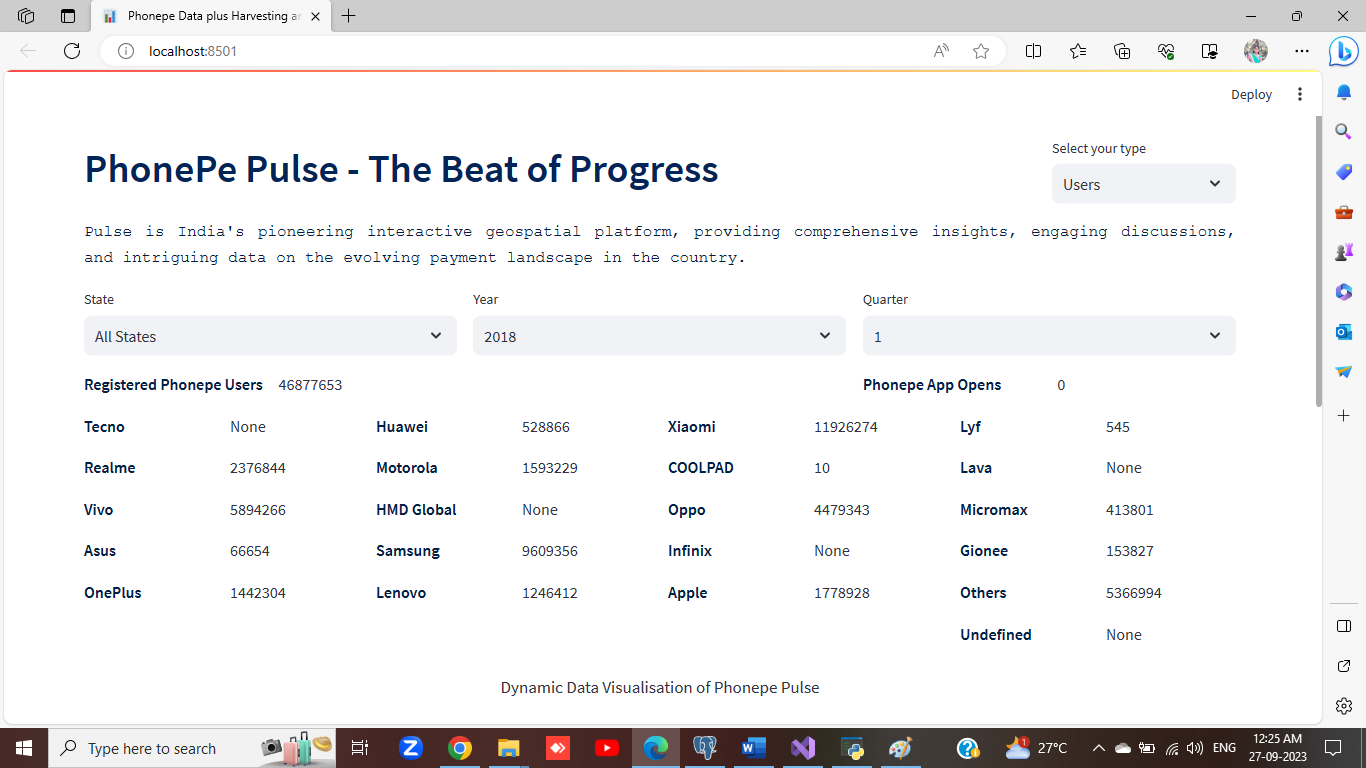 Phonepe Data plus Harvesting ar
localhost:8501
Deploy
PhonePe Pulse - The Beat of Progress
Select your type
Users
Pulse is India's pioneering interactive geospatial platform, providing comprehensive insights, engaging discussions,
and intriguing data on the evolving payment landscape in the country.
State Year Quarter
All States 2018 1
Registered Phonepe Users 46877653 Phonepe App Opens 0
Tecno None Huawei 528866 Xiaomi 11926274 Lyf 545
Realme 2376844 Motorola 1593229 COOLPAD 10 Lava None
Vivo 5894266 HMD Global None Oppo 4479343 Micromax 413801
Asus 66654 Samsung 9609356 Infinix None Gionee 153827
OnePlus 1442304 Lenovo 1246412 Apple 1778928 Others 5366994
Undefined None
Dynamic Data Visualisation of Phonepe Pulse
Type here to search 27°C ENG 12:25 AM
27-09-2023